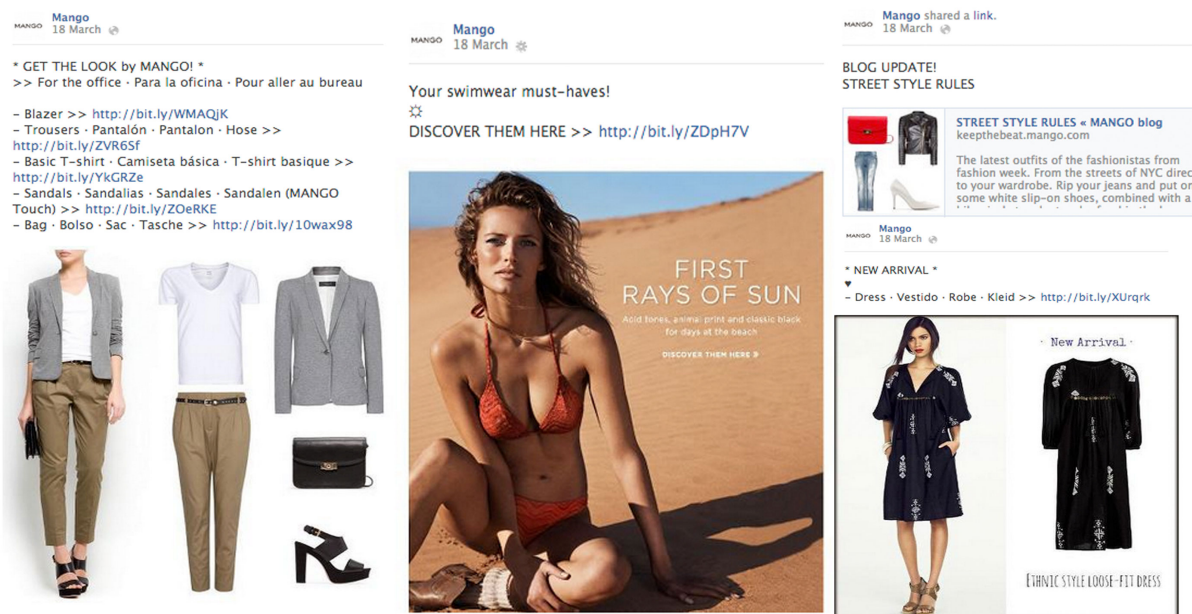 MANGO
Mango
18 March
* GET THE LOOK by MANGO! *
>> For the office · Para la oficina · Pour aller au bureau
– Blazer >> http://bit.ly/WMAQjK
– Trousers · Pantalón · Pantalon · Hose >>
http://bit.ly/ZVR6Sf
– Basic T-shirt · Camiseta básica · T-shirt basique >>
http://bit.ly/YkGRZe
– Sandals · Sandalias · Sandales · Sandalen (MANGO
Touch) >> http://bit.ly/ZOeRKE
– Bag · Bolso · Sac · Tasche >> http://bit.ly/10wax98
MANGO
Mango
18 March
Your swimwear must-haves!
DISCOVER THEM HERE >> http://bit.ly/ZDpH7V
FIRST
RAYS OF SUN
Acid tones, animal print and classic black
for days at the beach
DISCOVER THEM HERE
MANGO
Mango shared a link.
18 March
BLOG UPDATE!
STREET STYLE RULES
STREET STYLE RULES « MANGO blog
keepthebeat.mango.com
The latest outfits of the fashionistas from
fashion week. From the streets of NYC direc
to your wardrobe. Rip your jeans and put or
some white slip-on shoes, combined with a
MANGO
Mango
18 March
* NEW ARRIVAL *
♥
– Dress · Vestido · Robe · Kleid >> http://bit.ly/XUrqrk
· New Arrival ·
ETHNIC STYLE LOOSE-FIT DRESS